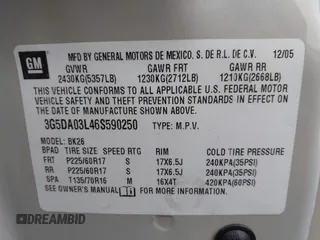 GM
MFD BY GENERAL MOTORS DE MEXICO. S. DE R.L. DE C.V. 12/05
GVWR GAWR FRT GAWR RR
2430KG(5357LB) 1230KG(2712LB) 1210KG(2668LB)
THIS VEHICLE CONFORMS TO ALL APPLICABLE U.S. FEDERAL
MOTOR VEHICLE SAFETY STANDARDS IN EFFECT ON THE
DATE OF MANUFACTURE SHOWN ABOVE.
3G5DA03L46S590250 TYPE: M.P.V.
MODEL: BK26
BPAD TIRE SIZE SPEED RTG RIM COLD TIRE PRESSURE
FRT P225/60R17 S 17X6.5J 240KPA(35PSI)
RR P225/60R17 S 17X6.5J 240KPA(35PSI)
SPA T135/70R16 M 16X4T 420KPA(60PSI)
SEE OWNER'S MANUAL FOR ADDITIONAL INFORMATION
DREAMBID